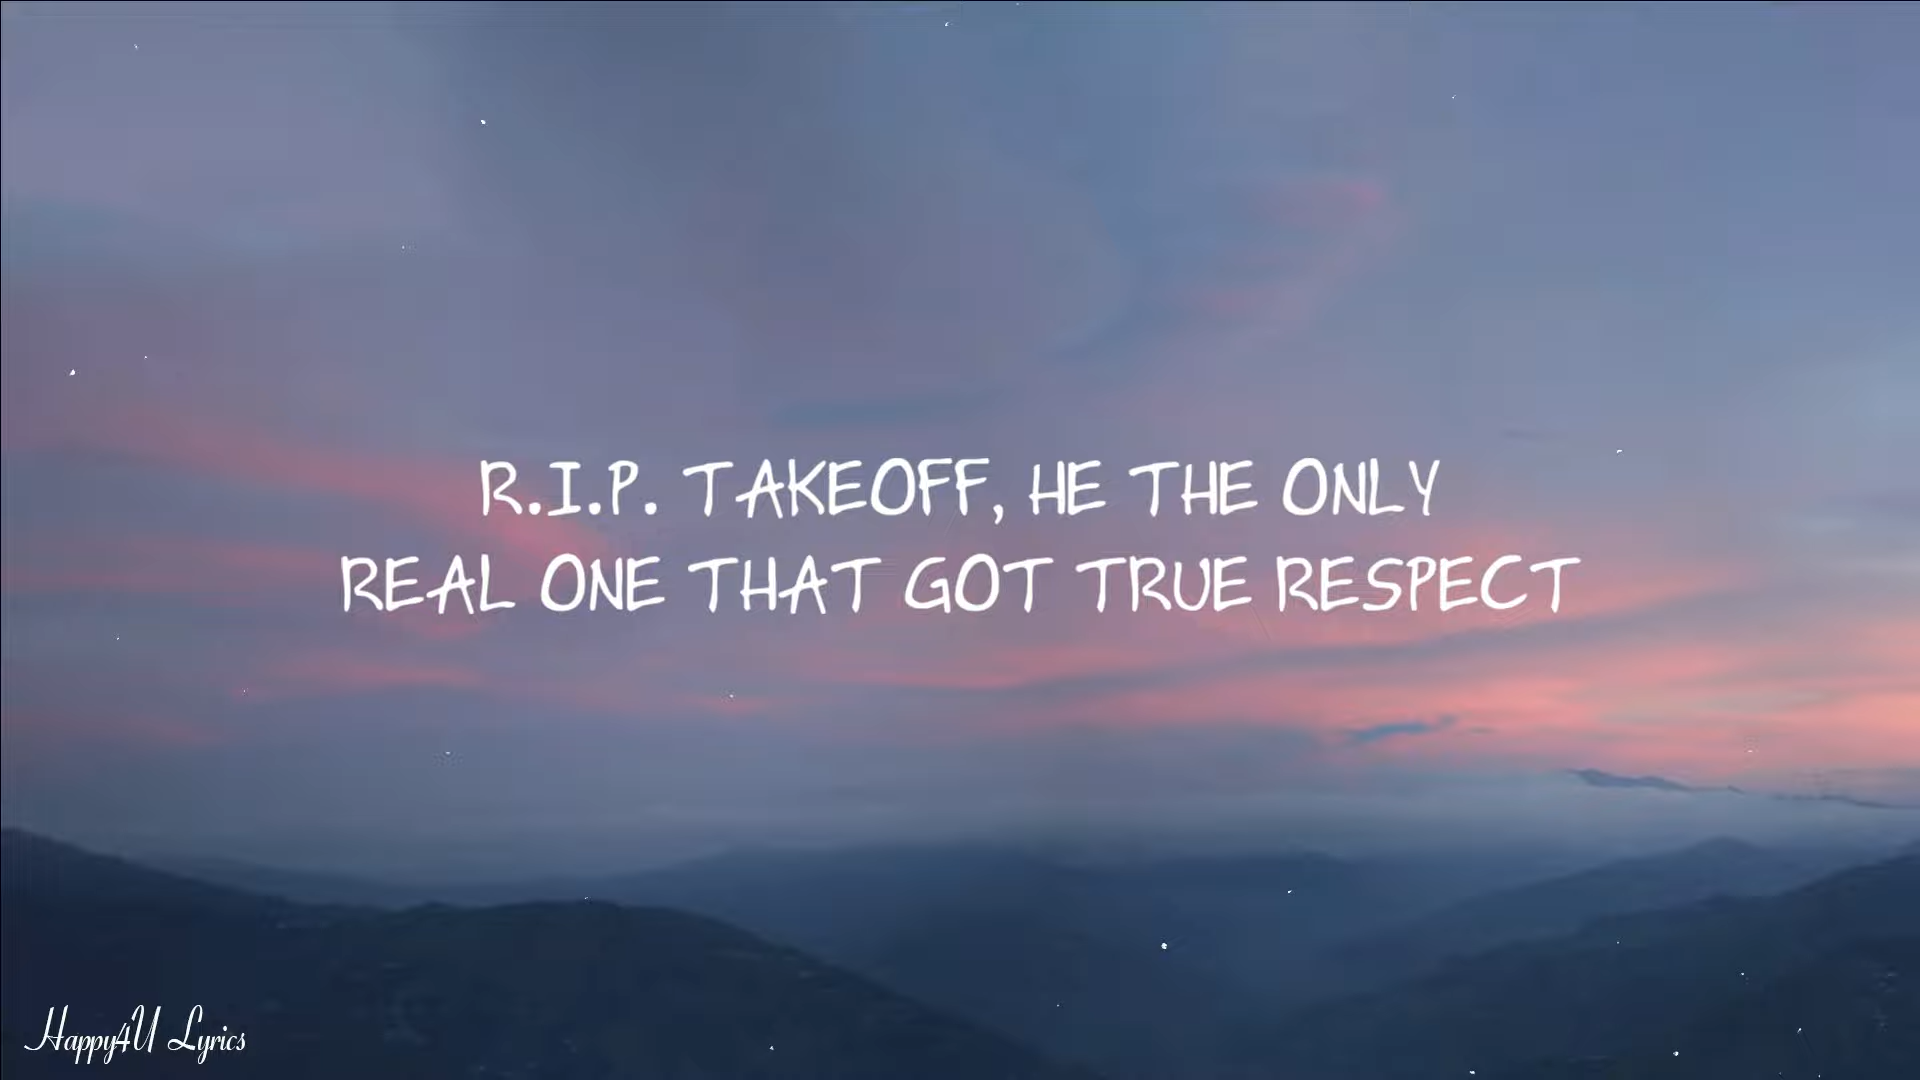 R.I.P. TAKEOFF, HE THE ONLY
REAL ONE THAT GOT TRUE RESPECT
Happy4U Lyrics